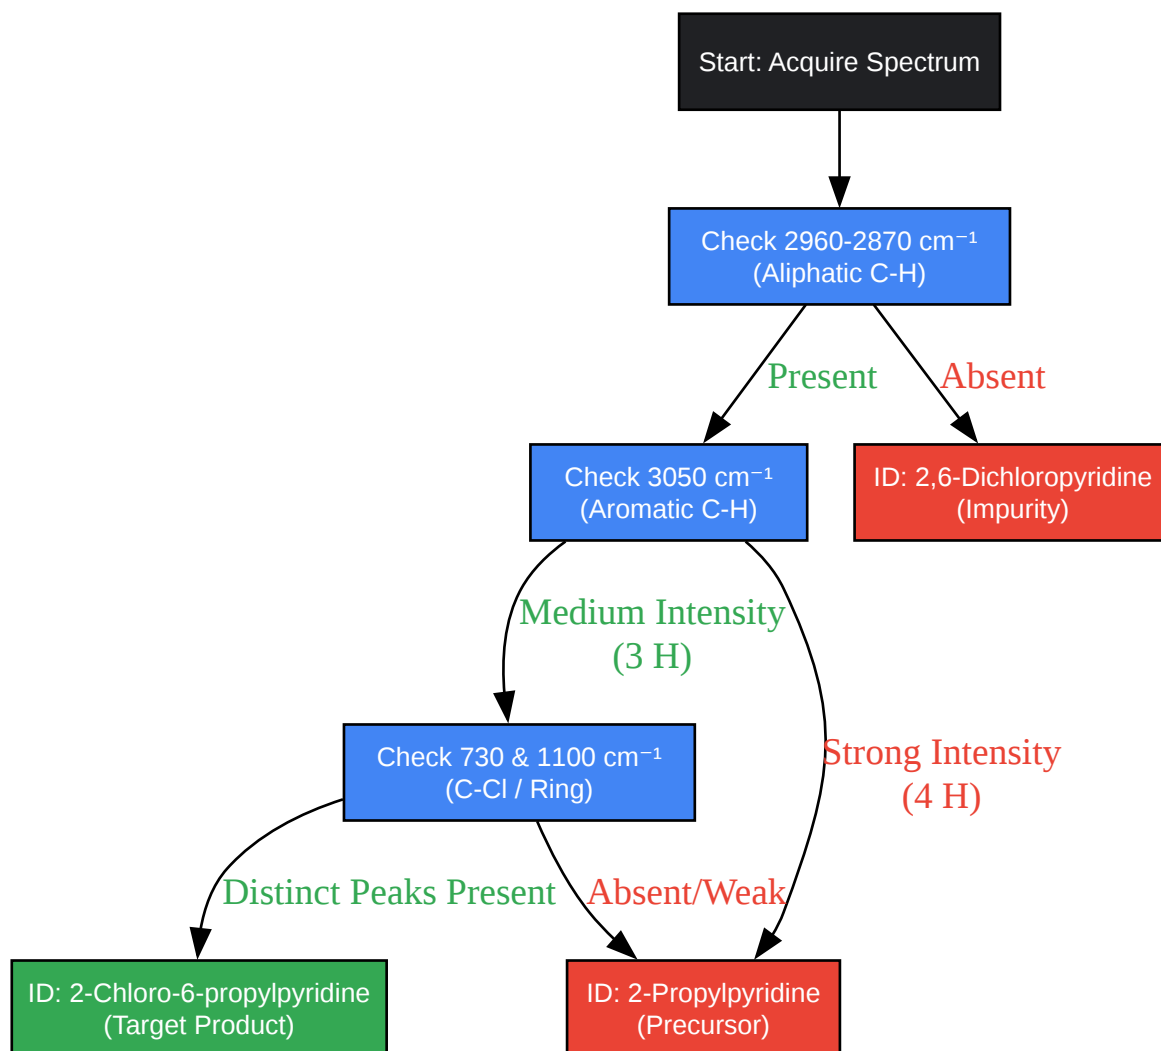 Start: Acquire Spectrum
Check 2960-2870 cm⁻¹
(Aliphatic C-H)
Present
Absent
Check 3050 cm⁻¹
(Aromatic C-H)
ID: 2,6-Dichloropyridine
(Impurity)
Medium Intensity
(3 H)
Check 730 & 1100 cm⁻¹
(C-Cl / Ring)
Strong Intensity
(4 H)
Distinct Peaks Present
Absent/Weak
ID: 2-Chloro-6-propylpyridine
(Target Product)
ID: 2-Propylpyridine
(Precursor)